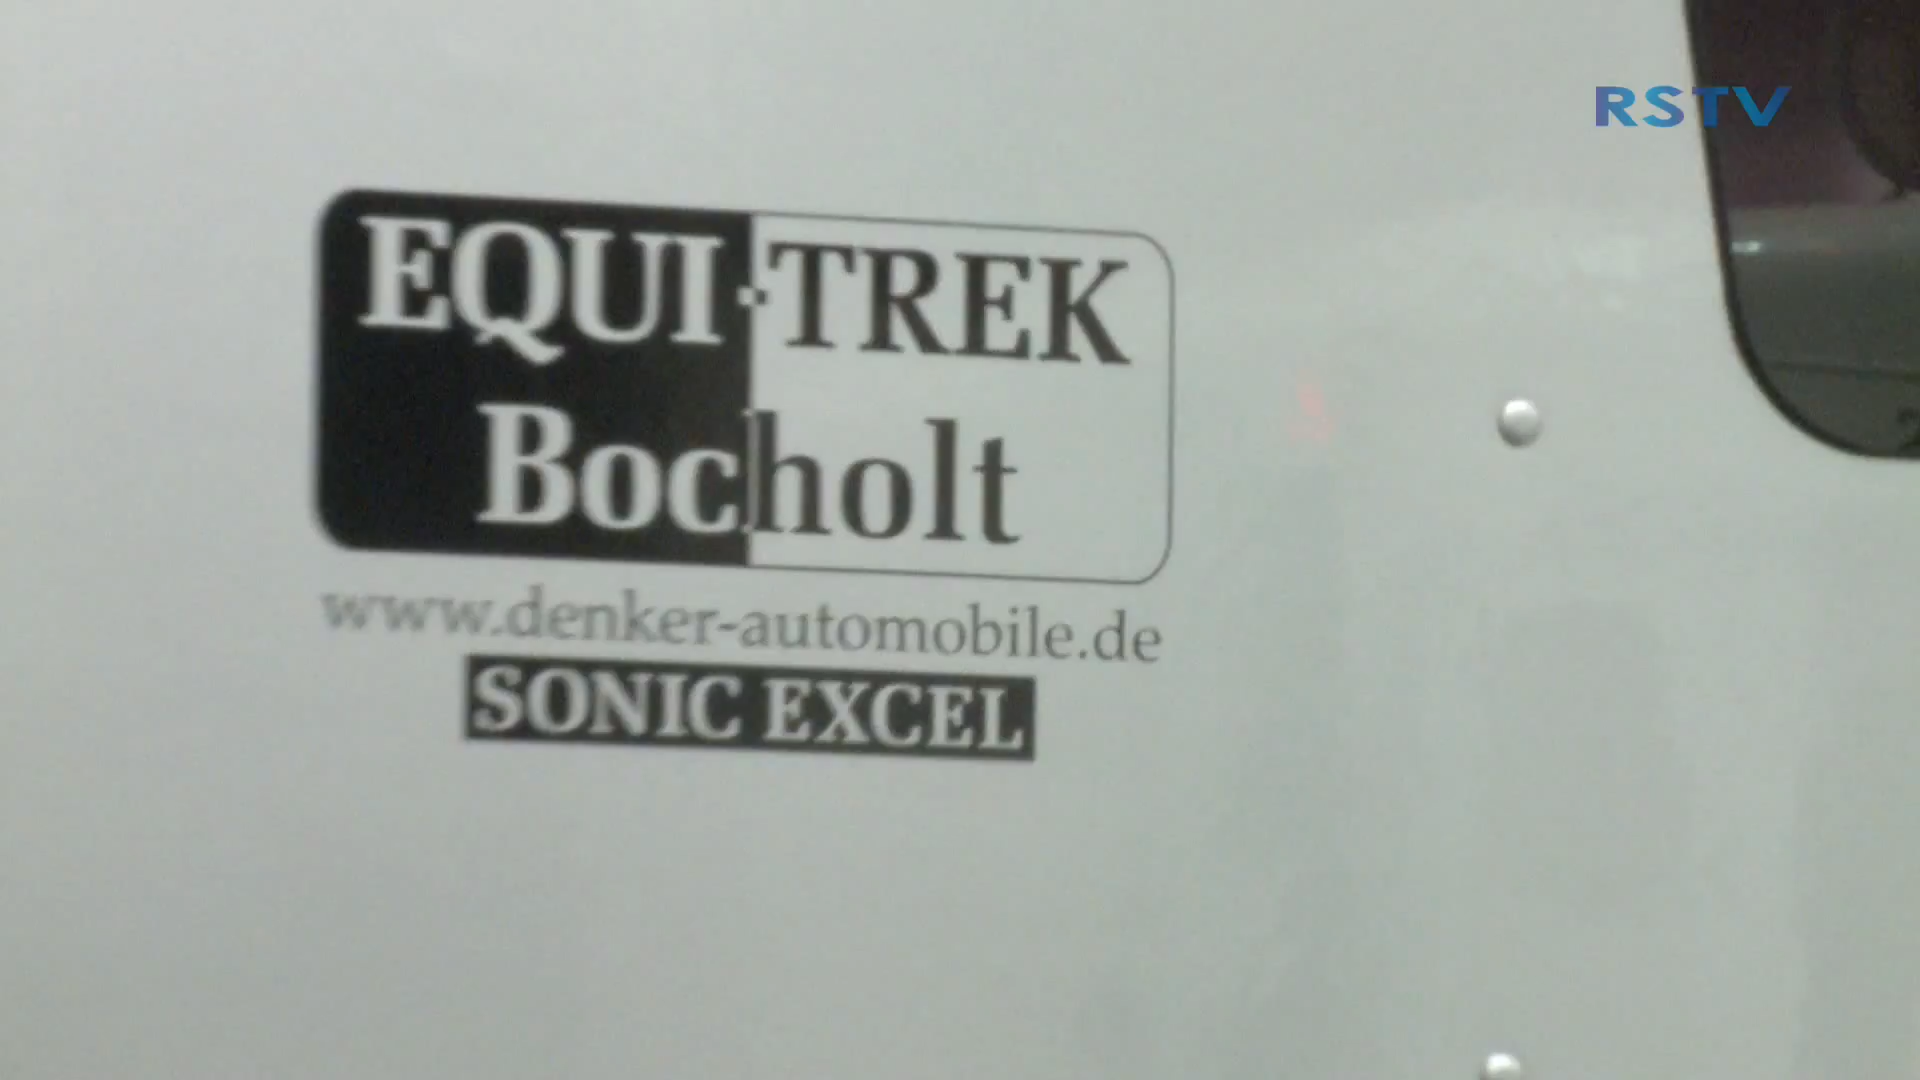 RSTV
EQUI·TREK
Bocholt
www.denker-automobile.de
SONIC EXCEL